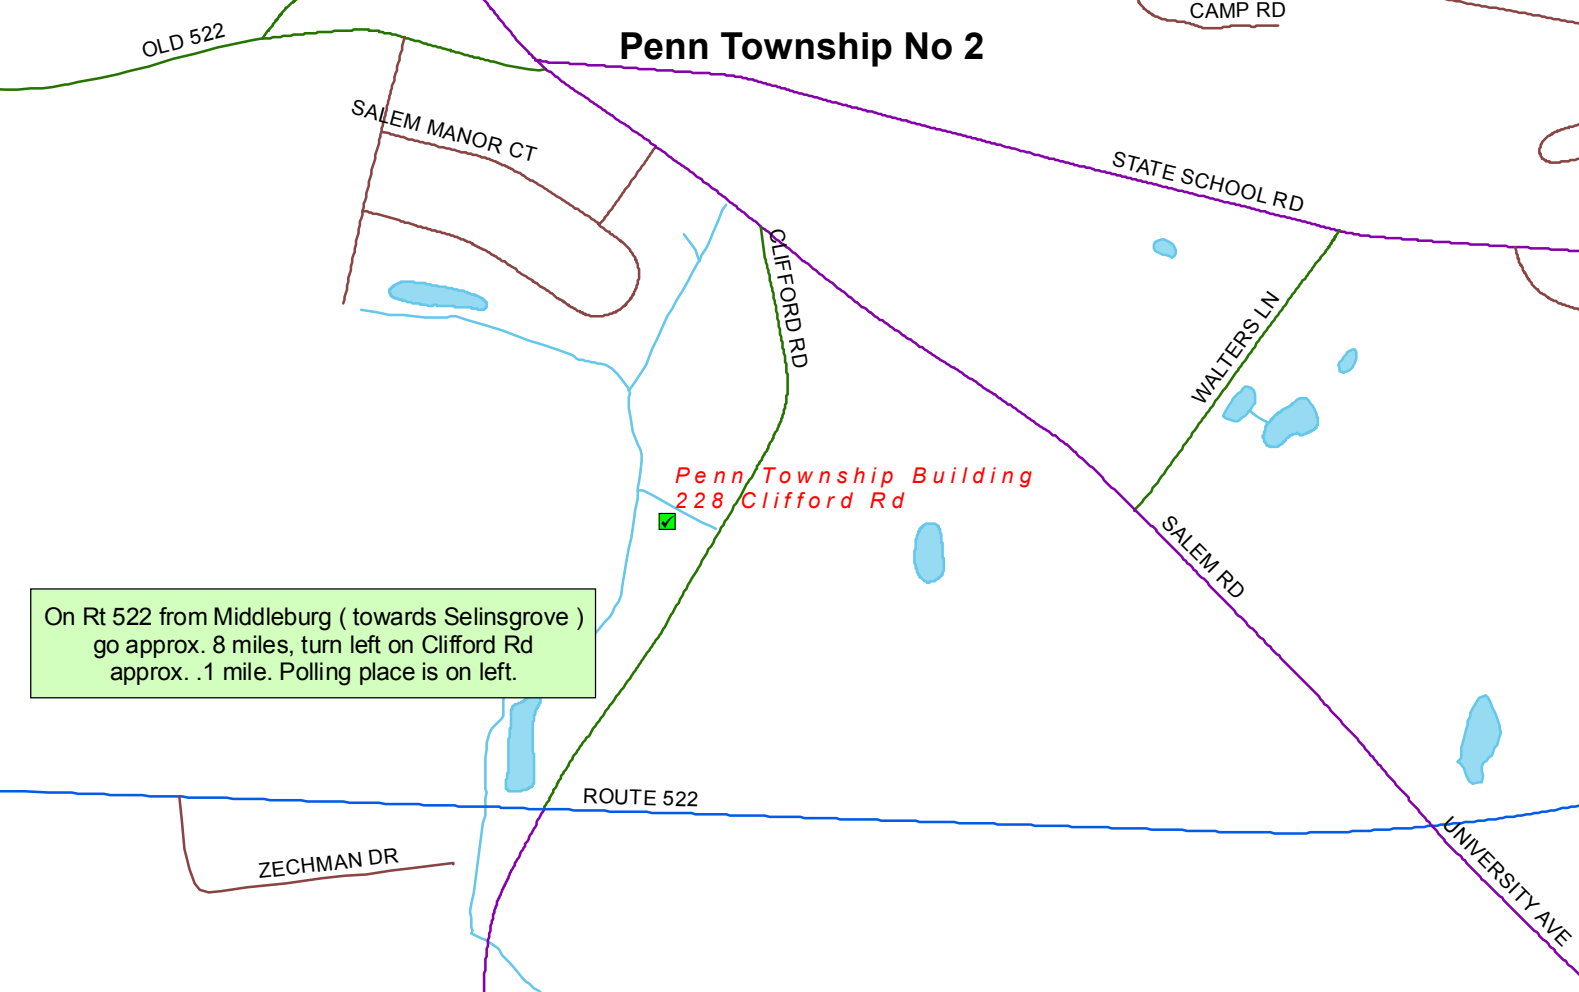 CAMP RD
OLD 522
Penn Township No 2
SALEM MANOR CT
STATE SCHOOL RD
CLIFFORD RD
WALTERS LN
Penn Township Building
228 Clifford Rd
SALEM RD
On Rt 522 from Middleburg ( towards Selinsgrove )
go approx. 8 miles, turn left on Clifford Rd
approx. .1 mile. Polling place is on left.
ROUTE 522
UNIVERSITY AVE
ZECHMAN DR